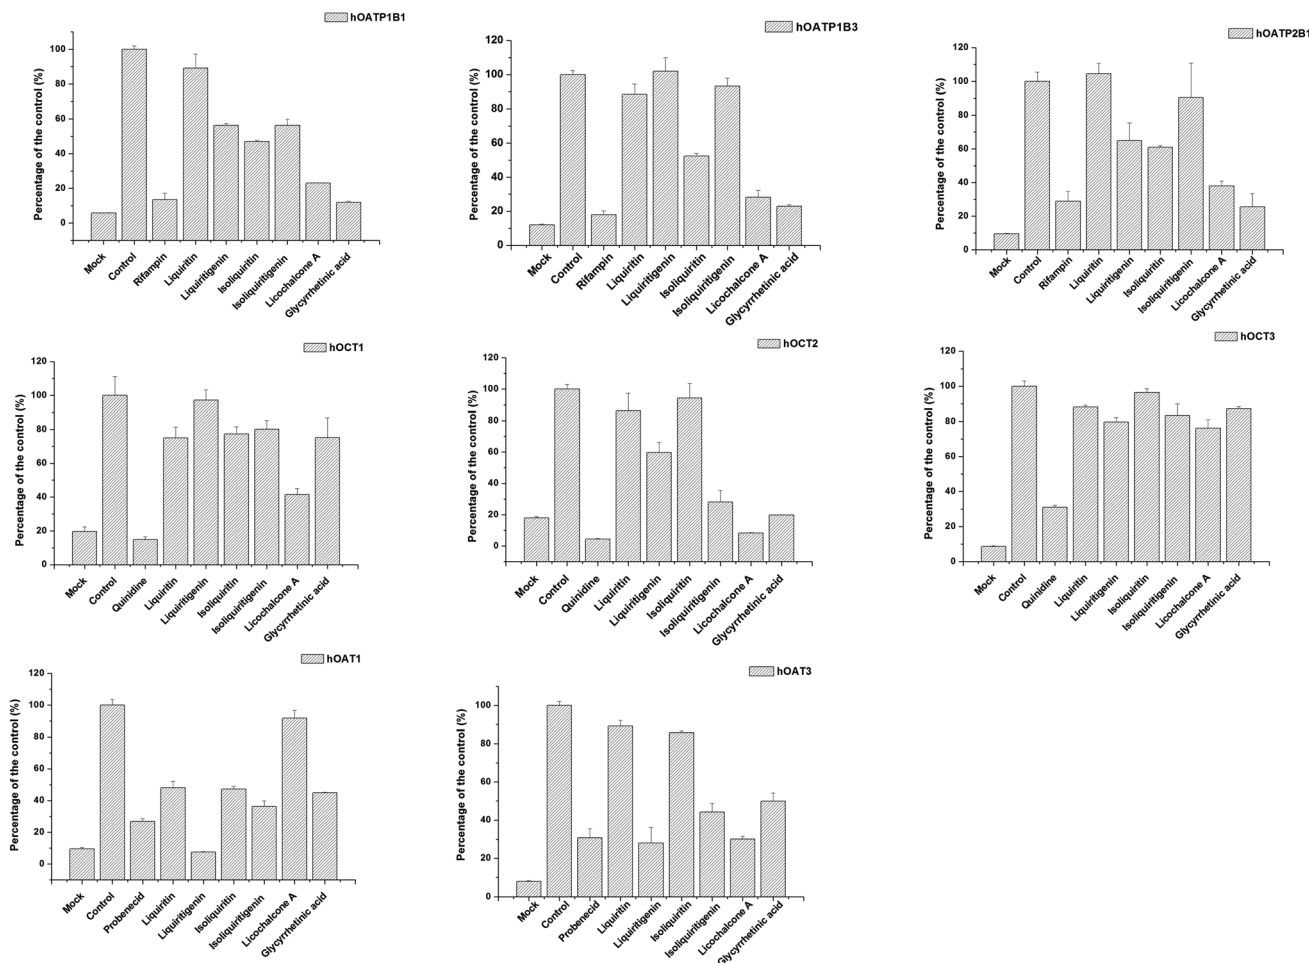 hOATP1B1
Percentage of the control (%)
100
80
60
40
20
0
Mock
Control
Rifampin
Liquiritin
Liquiritigenin
Isoliquiritin
Isoliquiritigenin
Licochalcone A
Glycyrrhetinic acid
hOATP1B3
Percentage of the control (%)
120
100
80
60
40
20
0
Mock
Control
Rifampin
Liquiritin
Liquiritigenin
Isoliquiritin
Isoliquiritigenin
Licochalcone A
Glycyrrhetinic acid
hOATP2B1
Percentage of the control (%)
120
100
80
60
40
20
0
Mock
Control
Rifampin
Liquiritin
Liquiritigenin
Isoliquiritin
Isoliquiritigenin
Licochalcone A
Glycyrrhetinic acid
hOCT1
Percentage of the control (%)
120
100
80
60
40
20
0
Mock
Control
Quinidine
Liquiritin
Liquiritigenin
Isoliquiritin
Isoliquiritigenin
Licochalcone A
Glycyrrhetinic acid
hOCT2
Percentage of the control (%)
120
100
80
60
40
20
0
Mock
Control
Quinidine
Liquiritin
Liquiritigenin
Isoliquiritin
Isoliquiritigenin
Licochalcone A
Glycyrrhetinic acid
hOCT3
Percentage of the control (%)
120
100
80
60
40
20
0
Mock
Control
Quinidine
Liquiritin
Liquiritigenin
Isoliquiritin
Isoliquiritigenin
Licochalcone A
Glycyrrhetinic acid
hOAT1
Percentage of the control (%)
120
100
80
60
40
20
0
Mock
Control
Probenecid
Liquiritin
Liquiritigenin
Isoliquiritin
Isoliquiritigenin
Licochalcone A
Glycyrrhetinic acid
hOAT3
Percentage of the control (%)
100
80
60
40
20
0
Mock
Control
Probenecid
Liquiritin
Liquiritigenin
Isoliquiritin
Isoliquiritigenin
Licochalcone A
Glycyrrhetinic acid